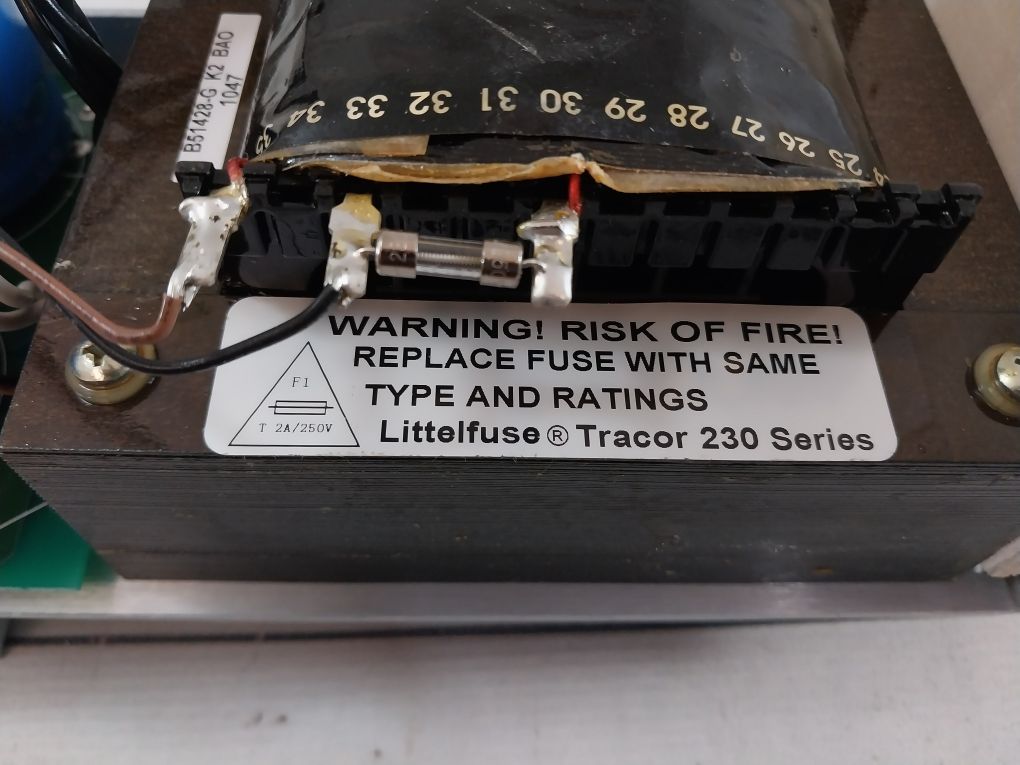 B51428-G K2 BAO
1047
35 34 33 32 31 30 29 28 27 26 25
WARNING! RISK OF FIRE!
REPLACE FUSE WITH SAME
TYPE AND RATINGS
Littelfuse® Tracor 230 Series
F1
T 2A/250V